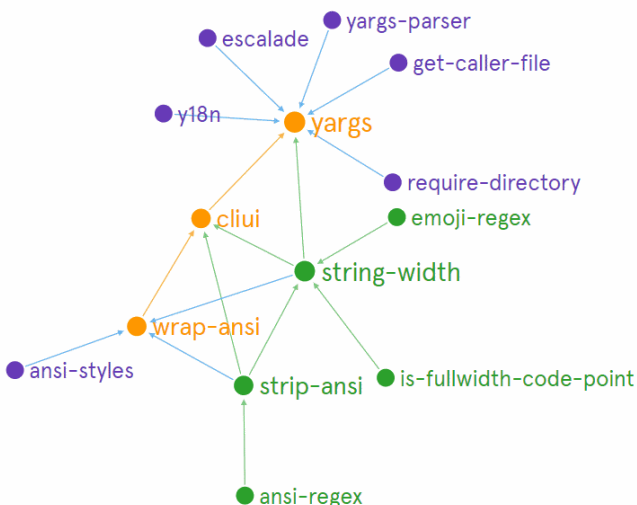 yargs-parser
escalade
get-caller-file
y18n
yargs
require-directory
emoji-regex
cliui
string-width
wrap-ansi
ansi-styles
strip-ansi
is-fullwidth-code-point
ansi-regex